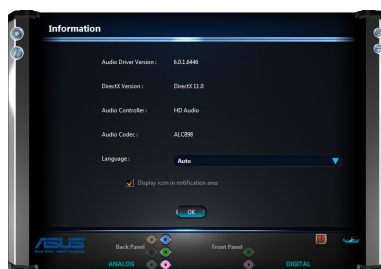 Information
Audio Driver Version : 6.0.1.6446
DirectX Version : DirectX 11.0
Audio Controller : HD Audio
Audio Codec : ALC898
Language : Auto
Display icon in notification area
OK
ASUS
Back Panel Front Panel
ANALOG DIGITAL